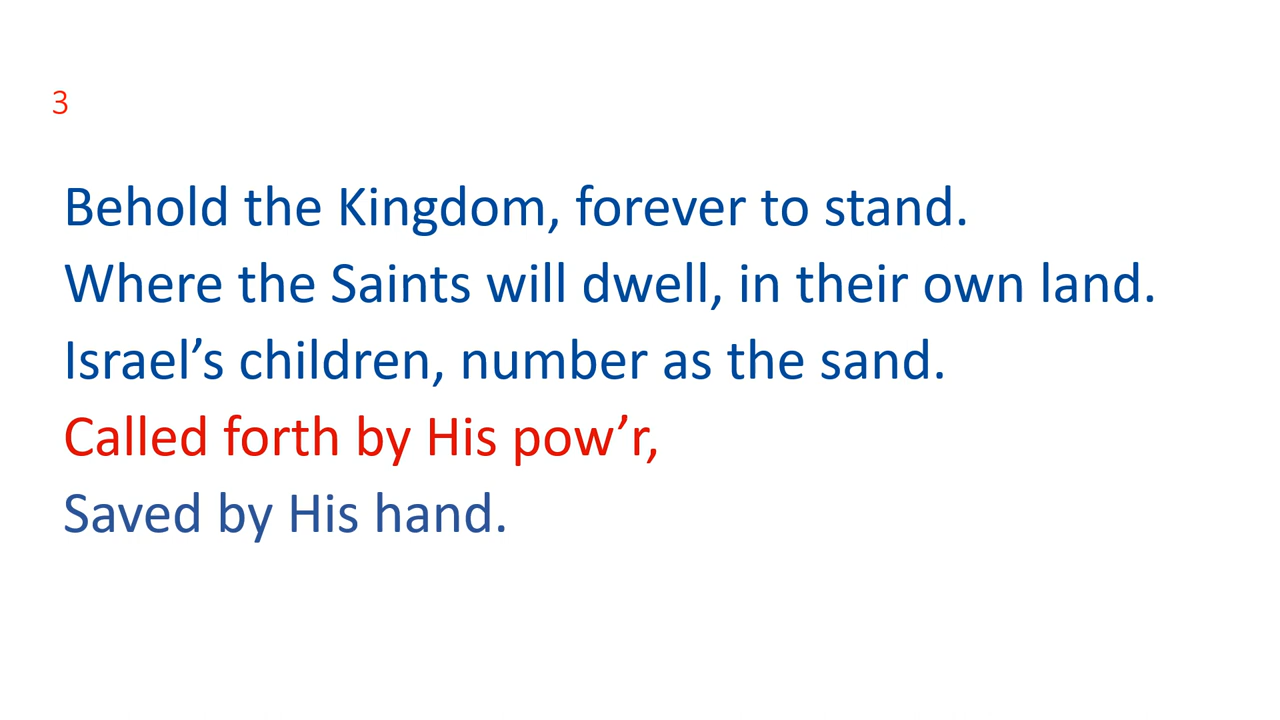 3
Behold the Kingdom, forever to stand.
Where the Saints will dwell, in their own land.
Israel’s children, number as the sand.
Called forth by His pow’r,
Saved by His hand.